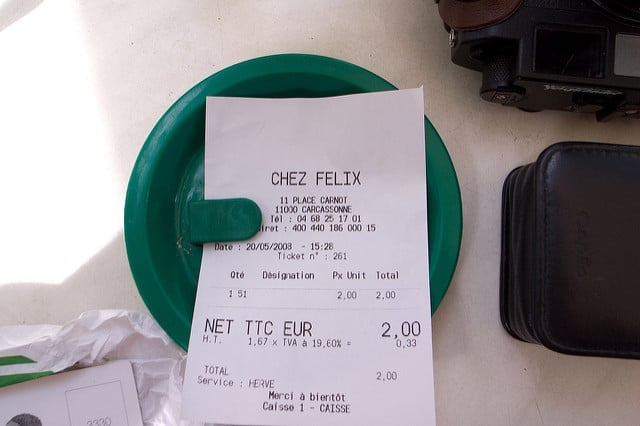 CHEZ FELIX
11 PLACE CARNOT
11000 CARCASSONNE
Tél : 04 68 25 17 01
iret : 400 440 186 000 15
Date : 20/05/2008 - 15:28
Ticket n° : 261
Qté Désignation Px Unit Total
1 51 2,00 2,00
NET TTC EUR 2,00
H.T. 1,67 x TVA à 19,60% = 0,33
TOTAL 2,00
Service : HERVE
Merci à bientôt
Caisse 1 - CAISSE